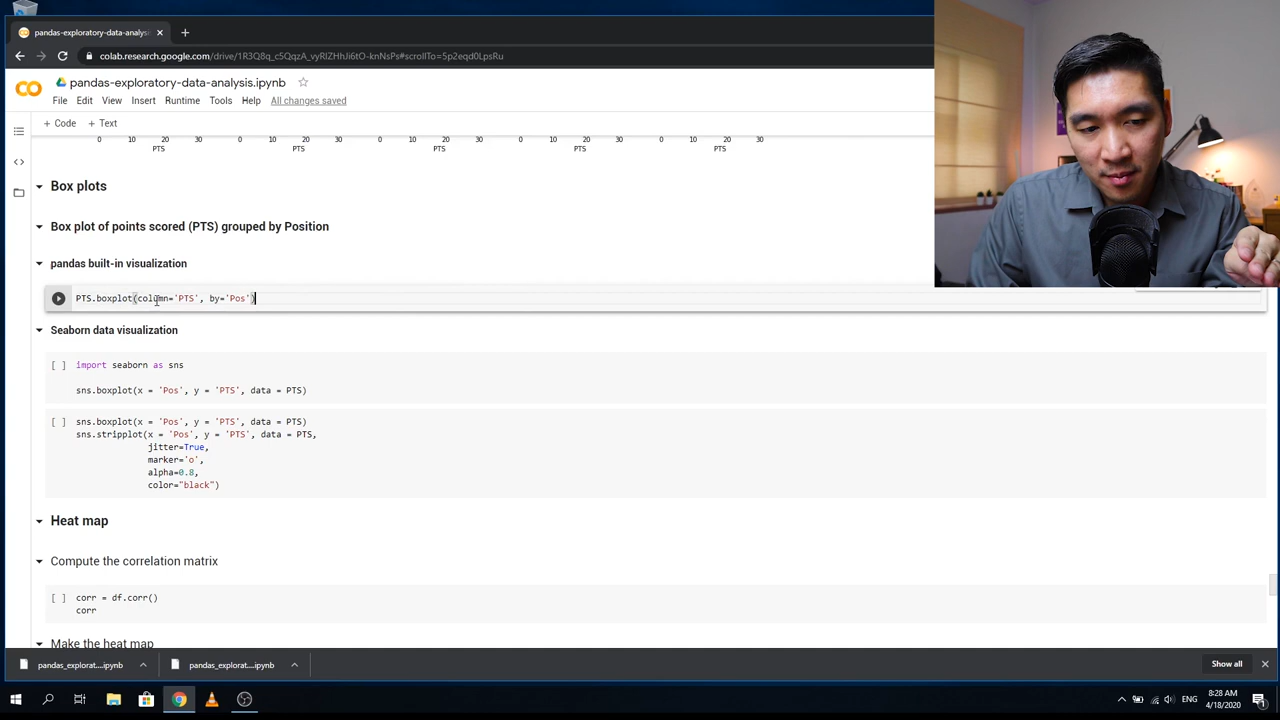 pandas-exploratory-data-analysis
colab.research.google.com/drive/1R3Q8q_c5QqzA_vyRIZHhJi6tO-knNsPs#scrollTo=5p2eqd0LpsRu
pandas-exploratory-data-analysis.ipynb
File Edit View Insert Runtime Tools Help All changes saved
+ Code + Text
0 10 20 30 0 10 20 30 0 10 20 30 0 10 20 30 0 10 20 30
PTS PTS PTS PTS PTS
Box plots
Box plot of points scored (PTS) grouped by Position
pandas built-in visualization
PTS.boxplot(column='PTS', by='Pos')
Seaborn data visualization
[ ] import seaborn as sns
sns.boxplot(x = 'Pos', y = 'PTS', data = PTS)
[ ] sns.boxplot(x = 'Pos', y = 'PTS', data = PTS)
sns.stripplot(x = 'Pos', y = 'PTS', data = PTS,
jitter=True,
marker='o',
alpha=0.8,
color="black")
Heat map
Compute the correlation matrix
[ ] corr = df.corr()
corr
Make the heat map
pandas_explorat....ipynb pandas_explorat....ipynb Show all
ENG
8:28 AM
4/18/2020